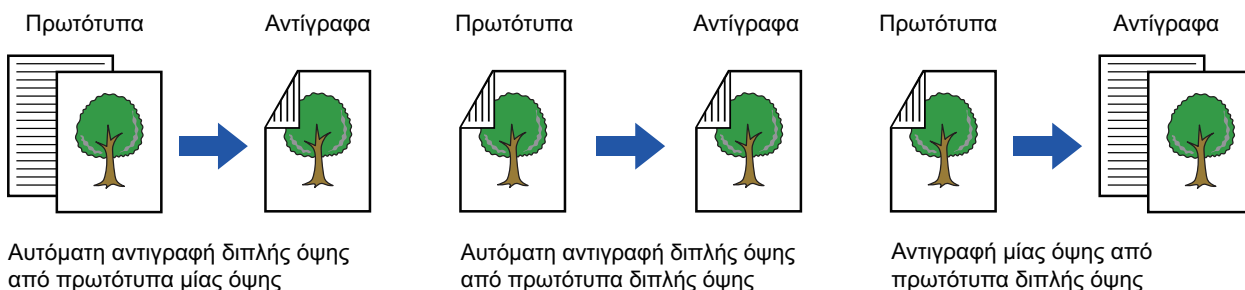 Πρωτότυπα Αντίγραφα Πρωτότυπα Αντίγραφα Πρωτότυπα Αντίγραφα
Αυτόματη αντιγραφή διπλής όψης
από πρωτότυπα μίας όψης
Αυτόματη αντιγραφή διπλής όψης
από πρωτότυπα διπλής όψης
Αντιγραφή μίας όψης από
πρωτότυπα διπλής όψης